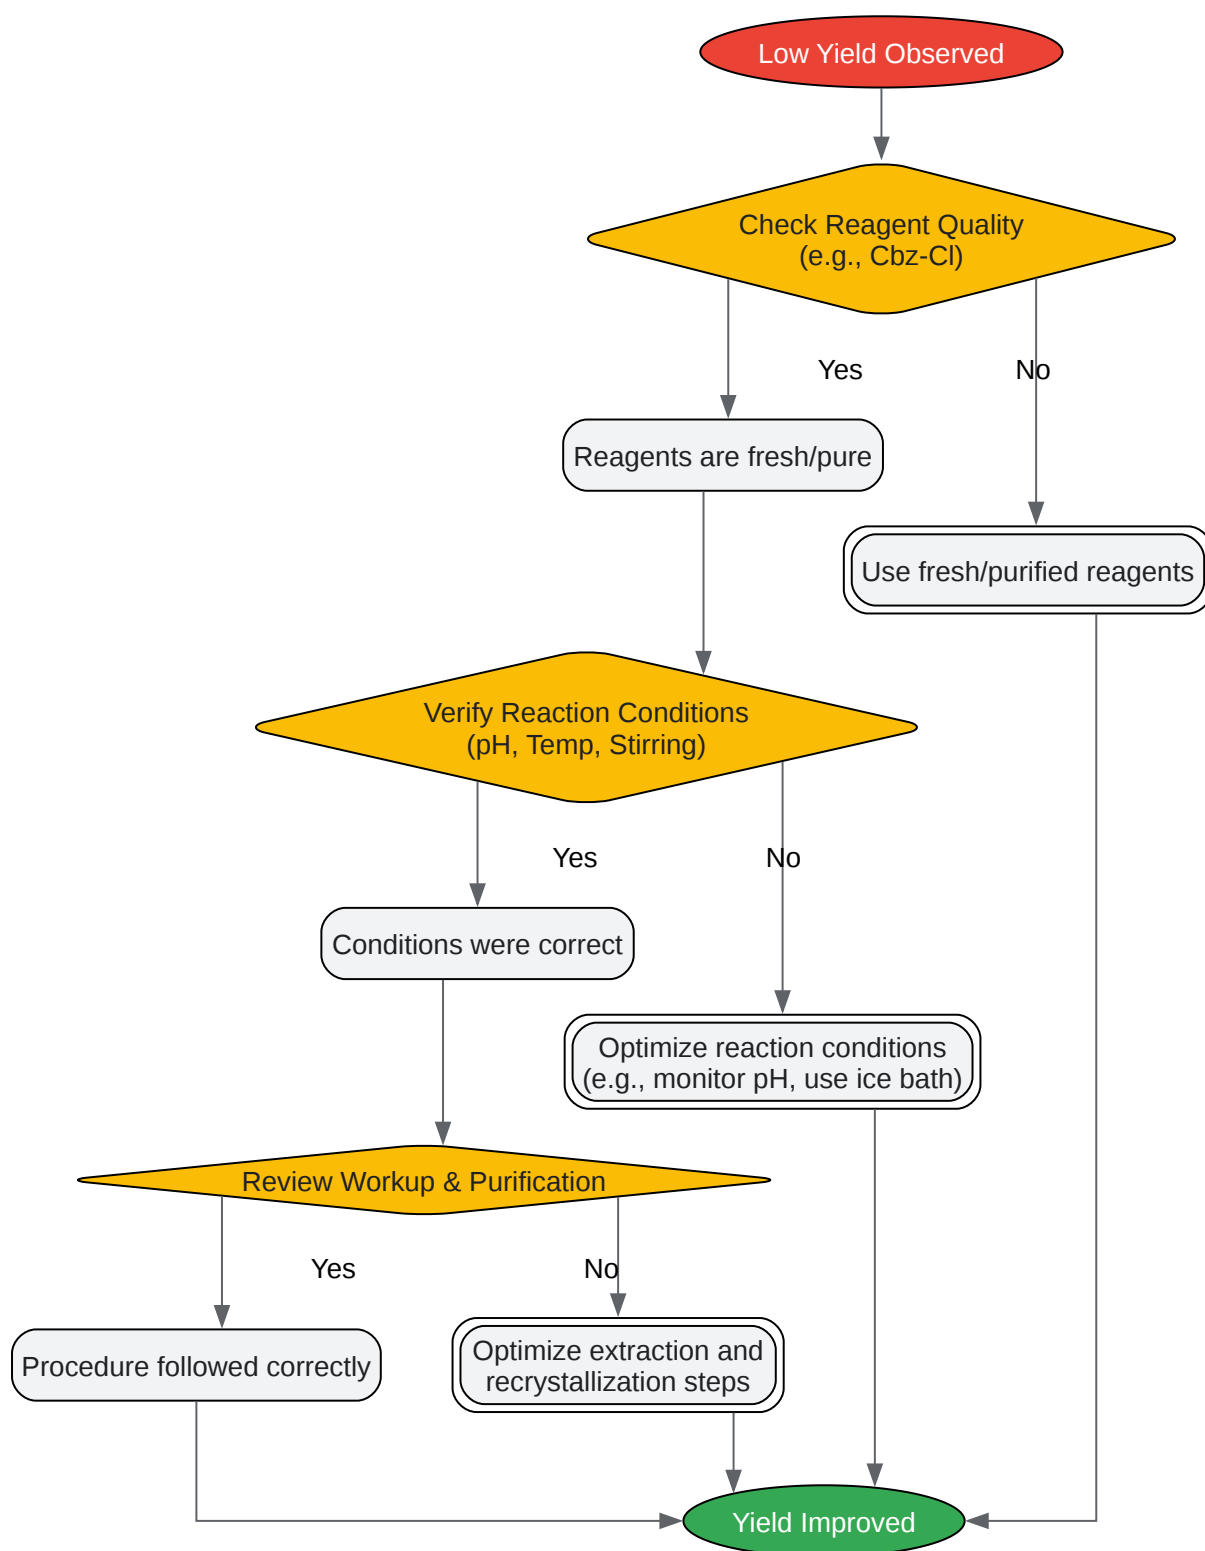 Low Yield Observed
Check Reagent Quality
(e.g., Cbz-Cl)
Yes
No
Reagents are fresh/pure
Use fresh/purified reagents
Verify Reaction Conditions
(pH, Temp, Stirring)
Yes
No
Conditions were correct
Optimize reaction conditions
(e.g., monitor pH, use ice bath)
Review Workup & Purification
Yes
No
Procedure followed correctly
Optimize extraction and
recrystallization steps
Yield Improved